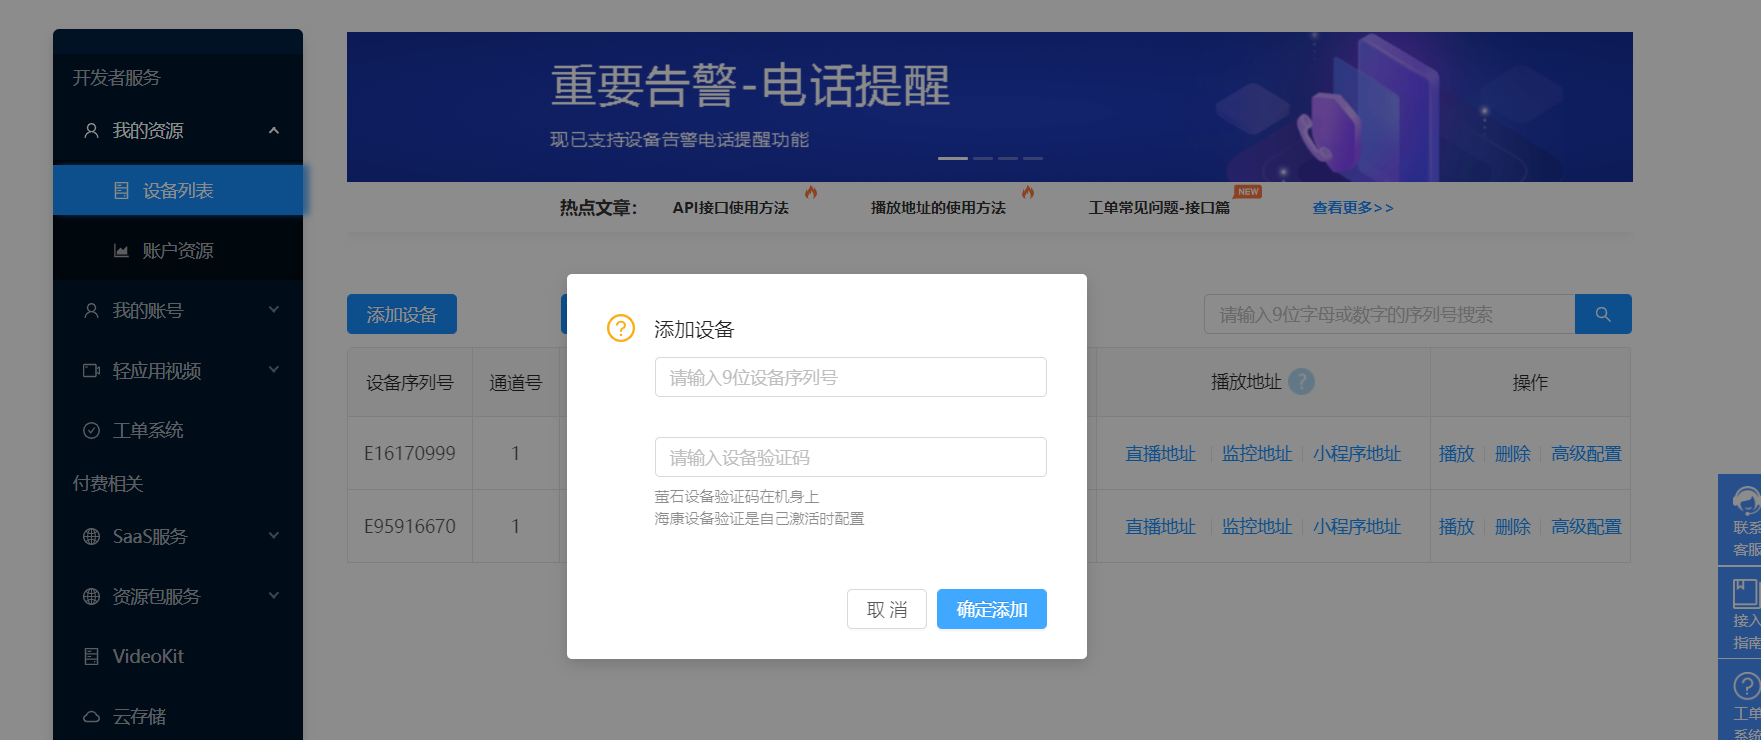 开发者服务
我的资源
设备列表
账户资源
我的账号
轻应用视频
工单系统
付费相关
SaaS服务
资源包服务
VideoKit
云存储
重要告警-电话提醒
现已支持设备告警电话提醒功能
热点文章： API接口使用方法 播放地址的使用方法 工单常见问题-接口篇 NEW 查看更多>>
添加设备 请输入9位字母或数字的序列号搜索
设备序列号 通道号 播放地址 ? 操作
E16170999 1 直播地址 监控地址 小程序地址 播放 删除 高级配置
E95916670 1 直播地址 监控地址 小程序地址 播放 删除 高级配置
添加设备
请输入9位设备序列号
请输入设备验证码
萤石设备验证码在机身上
海康设备验证是自己激活时配置
取 消 确定添加
联系
客服
接入
指南
工单
系统